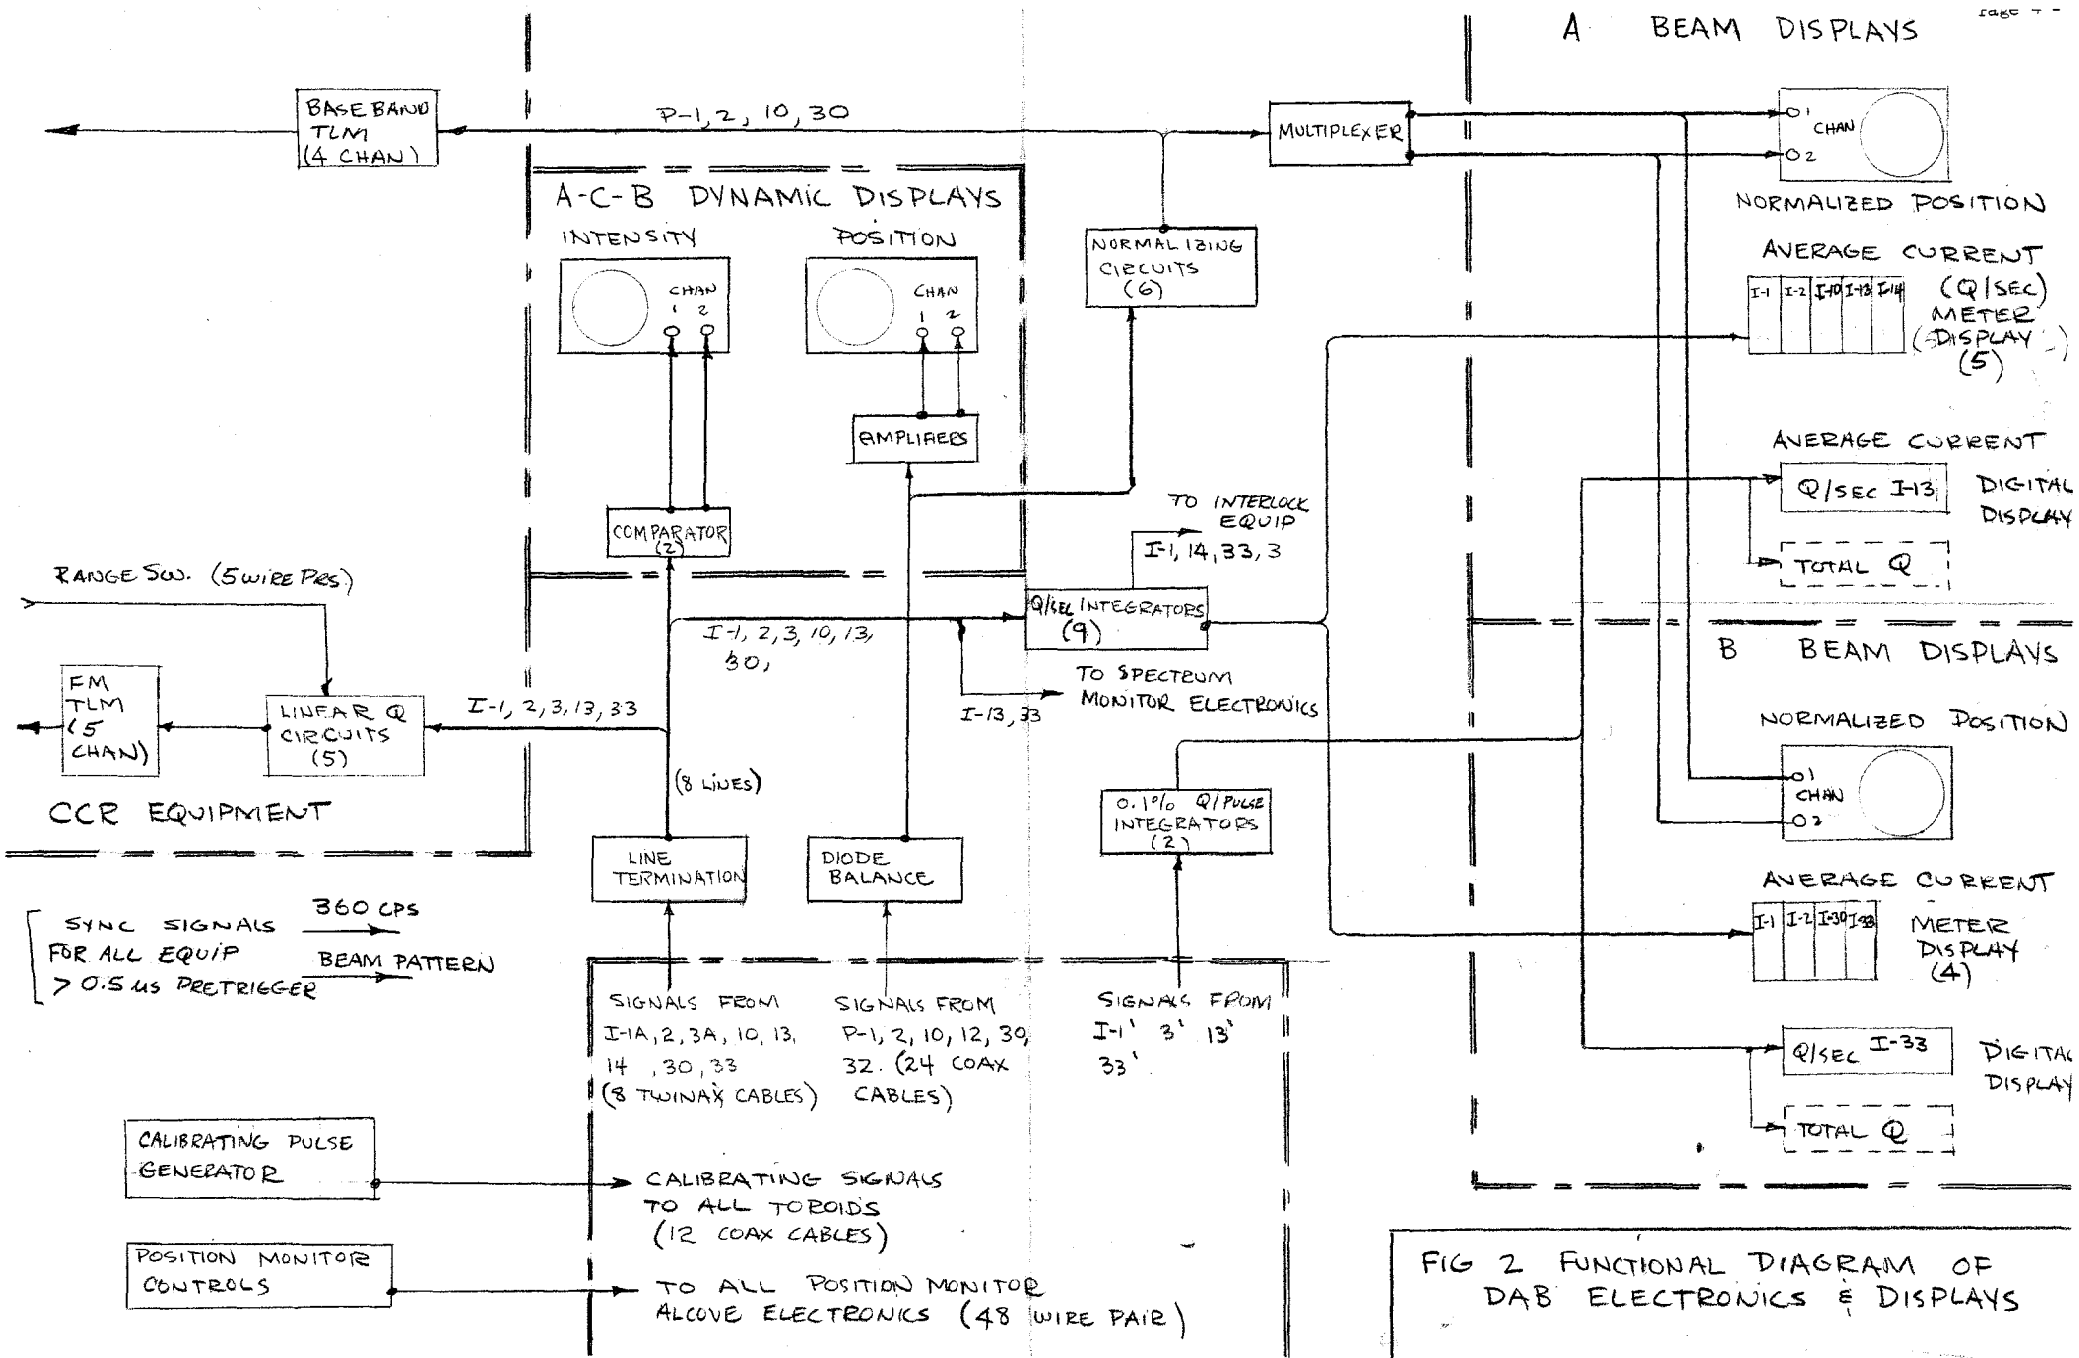 A BEAM DISPLAYS
BASEBAND
TLM
(4 CHAN)
P-1, 2, 10, 30
MULTIPLEXER
1
CHAN
2
NORMALIZED POSITION
A-C-B DYNAMIC DISPLAYS
INTENSITY
CHAN
1 2
POSITION
CHAN
1 2
NORMALIZING
CIRCUITS
(6)
AVERAGE CURRENT
(Q/SEC)
METER
DISPLAY
(5)
I-1 I-2 I-10 I-13 I-14
AMPLIFIERS
COMPARATOR
(2)
AVERAGE CURRENT
Q/SEC I-13
DIGITAL
DISPLAY
TOTAL Q
TO INTERLOCK
EQUIP
I-1, 14, 33, 3
RANGE SW. (5 WIRE PRS)
Q/SEC INTEGRATORS
(9)
I-1, 2, 3, 10, 13,
30,
TO SPECTRUM
MONITOR ELECTRONICS
I-13, 33
B BEAM DISPLAYS
FM
TLM
(5
CHAN)
LINEAR Q
CIRCUITS
(5)
I-1, 2, 3, 13, 33
NORMALIZED POSITION
1
CHAN
2
(8 LINES)
CCR EQUIPMENT
0.1% Q/PULSE
INTEGRATORS
(2)
LINE
TERMINATION
DIODE
BALANCE
AVERAGE CURRENT
I-1 I-2 I-30 I-33
METER
DISPLAY
(4)
SYNC SIGNALS
FOR ALL EQUIP
> 0.5 us PRETRIGGER
360 CPS
BEAM PATTERN
SIGNALS FROM
I-1A, 2, 3A, 10, 13,
14 , 30, 33
(8 TWINAX CABLES)
SIGNALS FROM
P-1, 2, 10, 12, 30,
32. (24 COAX
CABLES)
SIGNALS FROM
I-1' 3' 13'
33'
Q/SEC I-33
DIGITAL
DISPLAY
TOTAL Q
CALIBRATING PULSE
GENERATOR
CALIBRATING SIGNALS
TO ALL TOROIDS
(12 COAX CABLES)
POSITION MONITOR
CONTROLS
TO ALL POSITION MONITOR
ALCOVE ELECTRONICS (48 WIRE PAIR)
FIG 2 FUNCTIONAL DIAGRAM OF
DAB ELECTRONICS & DISPLAYS